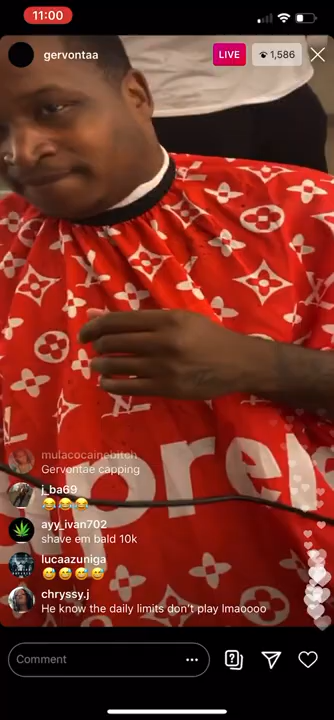 11:00
gervontaa
LIVE
1,586
mulacocainebitch
Gervontae capping
j_ba69
ayy_ivan702
shave em bald 10k
lucaazuniga
chryssy.j
He know the daily limits don't play lmaoooo
Comment